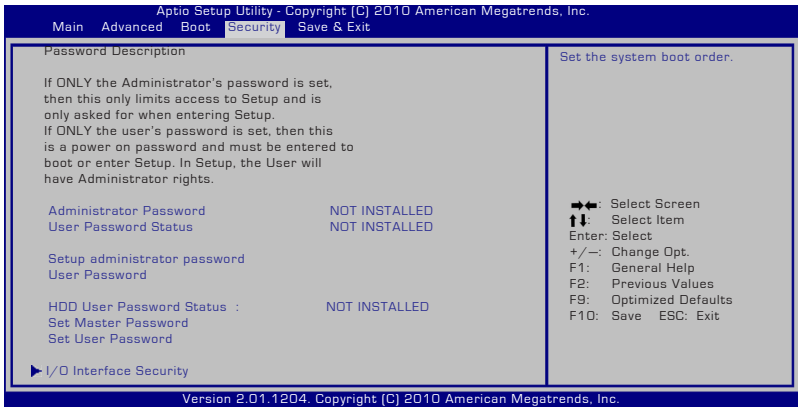 Aptio Setup Utility - Copyright (C) 2010 American Megatrends, Inc.
Main Advanced Boot Security Save & Exit
Password Description
If ONLY the Administrator's password is set,
then this only limits access to Setup and is
only asked for when entering Setup.
If ONLY the user's password is set, then this
is a power on password and must be entered to
boot or enter Setup. In Setup, the User will
have Administrator rights.
Administrator Password NOT INSTALLED
User Password Status NOT INSTALLED
Setup administrator password
User Password
HDD User Password Status : NOT INSTALLED
Set Master Password
Set User Password
I/O Interface Security
Set the system boot order.
→←: Select Screen
↑↓: Select Item
Enter: Select
+/—: Change Opt.
F1: General Help
F2: Previous Values
F9: Optimized Defaults
F10: Save ESC: Exit
Version 2.01.1204. Copyright (C) 2010 American Megatrends, Inc.